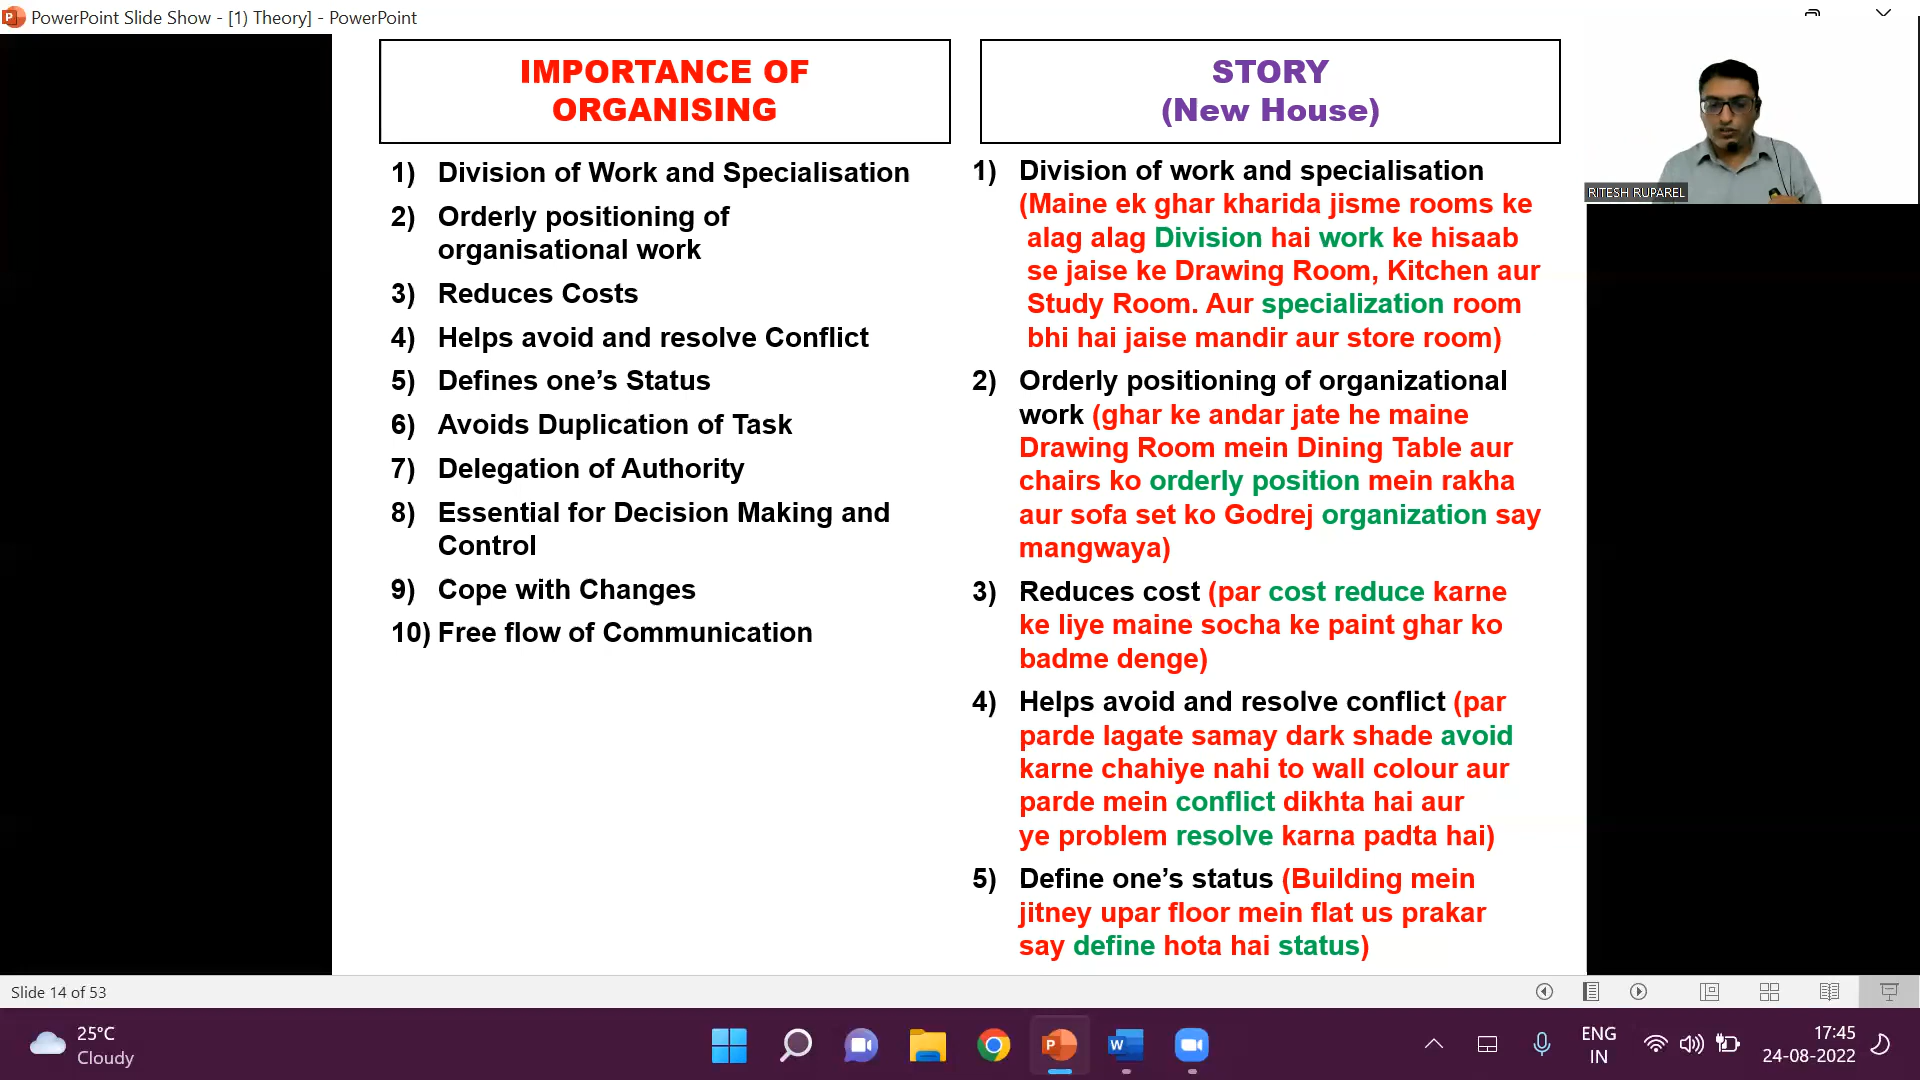 PowerPoint Slide Show - [1) Theory] - PowerPoint
IMPORTANCE OF
ORGANISING
1) Division of Work and Specialisation
2) Orderly positioning of
organisational work
3) Reduces Costs
4) Helps avoid and resolve Conflict
5) Defines one’s Status
6) Avoids Duplication of Task
7) Delegation of Authority
8) Essential for Decision Making and
Control
9) Cope with Changes
10) Free flow of Communication
STORY
(New House)
1) Division of work and specialisation
(Maine ek ghar kharida jisme rooms ke
alag alag Division hai work ke hisaab
se jaise ke Drawing Room, Kitchen aur
Study Room. Aur specialization room
bhi hai jaise mandir aur store room)
2) Orderly positioning of organizational
work (ghar ke andar jate he maine
Drawing Room mein Dining Table aur
chairs ko orderly position mein rakha
aur sofa set ko Godrej organization say
mangwaya)
3) Reduces cost (par cost reduce karne
ke liye maine socha ke paint ghar ko
badme denge)
4) Helps avoid and resolve conflict (par
parde lagate samay dark shade avoid
karne chahiye nahi to wall colour aur
parde mein conflict dikhta hai aur
ye problem resolve karna padta hai)
5) Define one’s status (Building mein
jitney upar floor mein flat us prakar
say define hota hai status)
RITESH RUPAREL
Slide 14 of 53
25°C
Cloudy
ENG
IN
17:45
24-08-2022